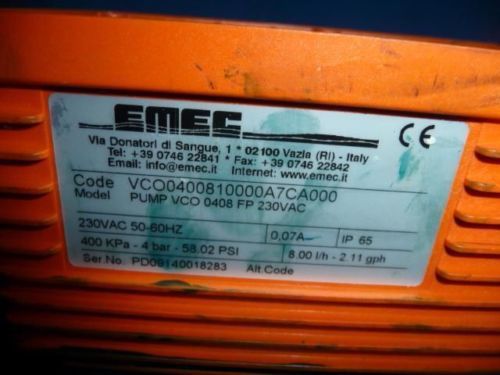 EMEC
CE
Via Donatori di Sangue, 1 * 02100 Vazia (RI) - Italy
Tel: +39 0746 22841 * Fax: +39 0746 22842
Email: info@emec.it Internet: www.emec.it
Code VCO0400810000A7CA000
Model PUMP VCO 0408 FP 230VAC
230VAC 50-60HZ 0,07A IP 65
400 KPa - 4 bar - 58.02 PSI 8.00 l/h - 2.11 gph
Ser.No: PD09140018283 Alt.Code